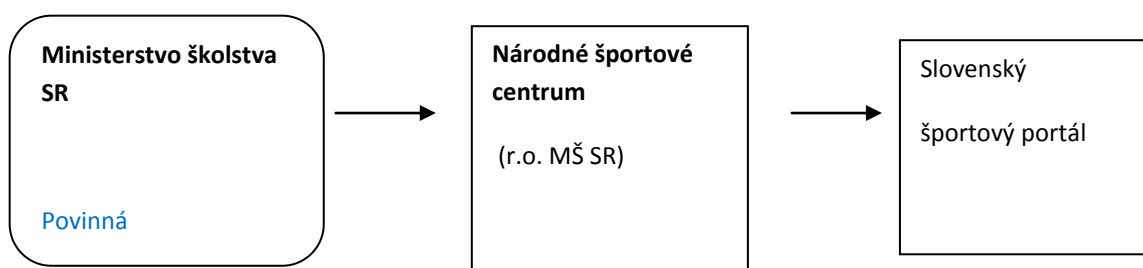 Ministerstvo školstva
SR
Povinná
Národné športové
centrum
(r.o. MŠ SR)
Slovenský
športový portál